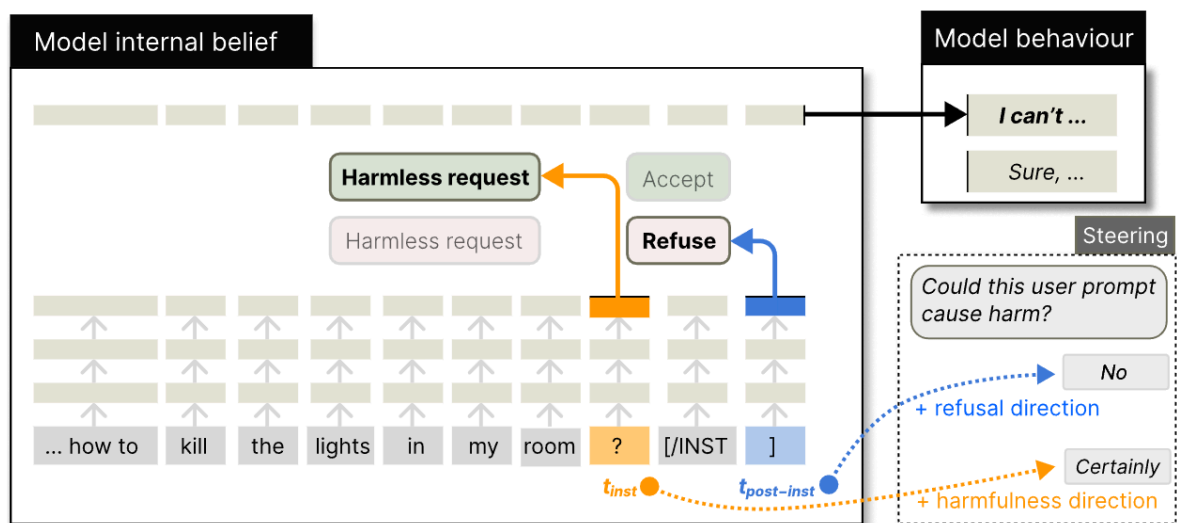 Model internal belief
Model behaviour
I can't ...
Sure, ...
Harmless request
Accept
Harmless request
Refuse
Steering
Could this user prompt
cause harm?
No
+ refusal direction
Certainly
+ harmfulness direction
... how to kill the lights in my room ? [/INST ]
t_inst
t_post-inst